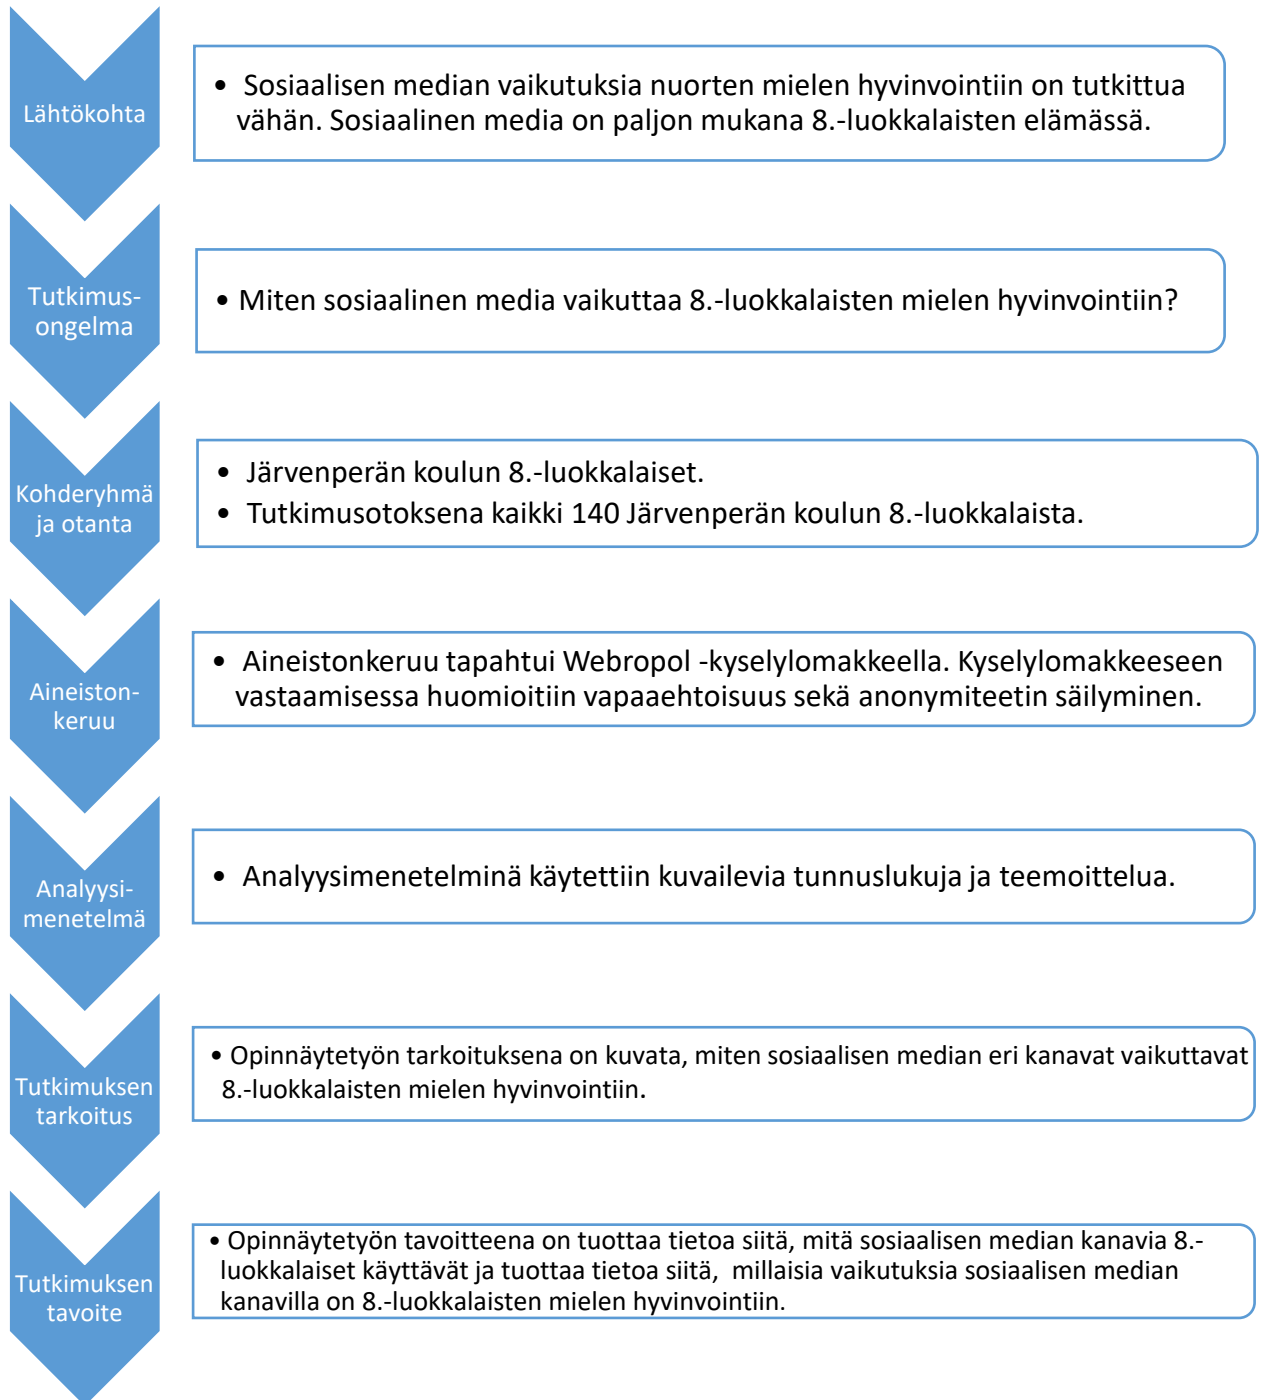 Lähtökohta
• Sosiaalisen median vaikutuksia nuorten mielen hyvinvointiin on tutkittua
vähän. Sosiaalinen media on paljon mukana 8.-luokkalaisten elämässä.
Tutkimus-
ongelma
• Miten sosiaalinen media vaikuttaa 8.-luokkalaisten mielen hyvinvointiin?
Kohderyhmä
ja otanta
• Järvenperän koulun 8.-luokkalaiset.
• Tutkimusotoksena kaikki 140 Järvenperän koulun 8.-luokkalaista.
Aineiston-
keruu
• Aineistonkeruu tapahtui Webropol -kyselylomakkeella. Kyselylomakkeeseen
vastaamisessa huomioitiin vapaaehtoisuus sekä anonymiteetin säilyminen.
Analyysi-
menetelmä
• Analyysimenetelminä käytettiin kuvailevia tunnuslukuja ja teemoittelua.
Tutkimuksen
tarkoitus
• Opinnäytetyön tarkoituksena on kuvata, miten sosiaalisen median eri kanavat vaikuttavat
8.-luokkalaisten mielen hyvinvointiin.
Tutkimuksen
tavoite
• Opinnäytetyön tavoitteena on tuottaa tietoa siitä, mitä sosiaalisen median kanavia 8.-
luokkalaiset käyttävät ja tuottaa tietoa siitä, millaisia vaikutuksia sosiaalisen median
kanavilla on 8.-luokkalaisten mielen hyvinvointiin.